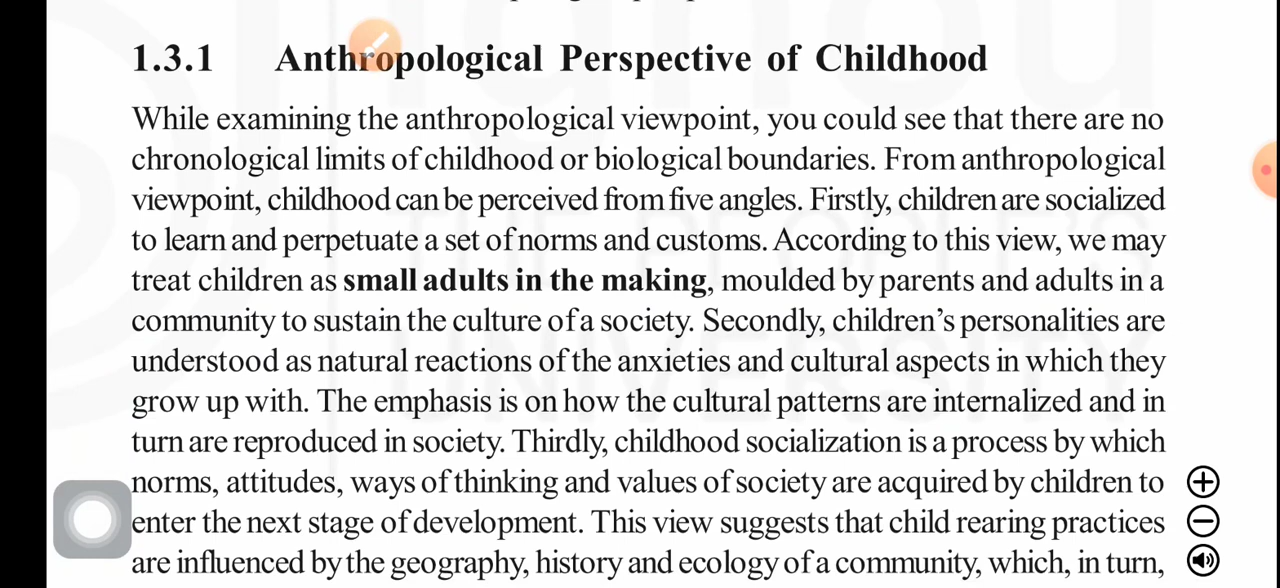 1.3.1 Anthropological Perspective of Childhood
While examining the anthropological viewpoint, you could see that there are no
chronological limits of childhood or biological boundaries. From anthropological
viewpoint, childhood can be perceived from five angles. Firstly, children are socialized
to learn and perpetuate a set of norms and customs. According to this view, we may
treat children as small adults in the making, moulded by parents and adults in a
community to sustain the culture of a society. Secondly, children's personalities are
understood as natural reactions of the anxieties and cultural aspects in which they
grow up with. The emphasis is on how the cultural patterns are internalized and in
turn are reproduced in society. Thirdly, childhood socialization is a process by which
norms, attitudes, ways of thinking and values of society are acquired by children to
enter the next stage of development. This view suggests that child rearing practices
are influenced by the geography, history and ecology of a community, which, in turn,